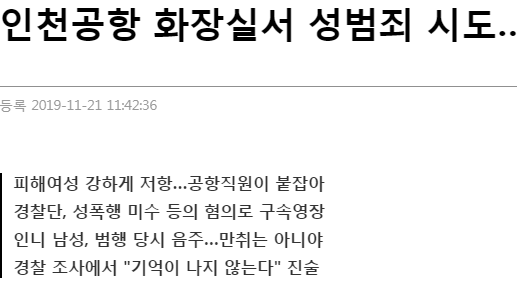 인천공항 화장실서 성범죄 시도..
등록 2019-11-21 11:42:36
피해여성 강하게 저항…공항직원이 붙잡아
경찰단, 성폭행 미수 등의 혐의로 구속영장
인니 남성, 범행 당시 음주…만취는 아니야
경찰 조사에서 "기억이 나지 않는다" 진술